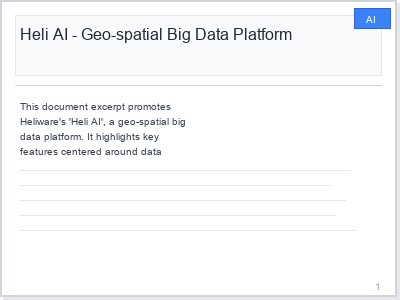 AI
Heli AI - Geo-spatial Big Data Platform
This document excerpt promotes
Heliware's 'Heli AI', a geo-spatial big
data platform. It highlights key
features centered around data
1